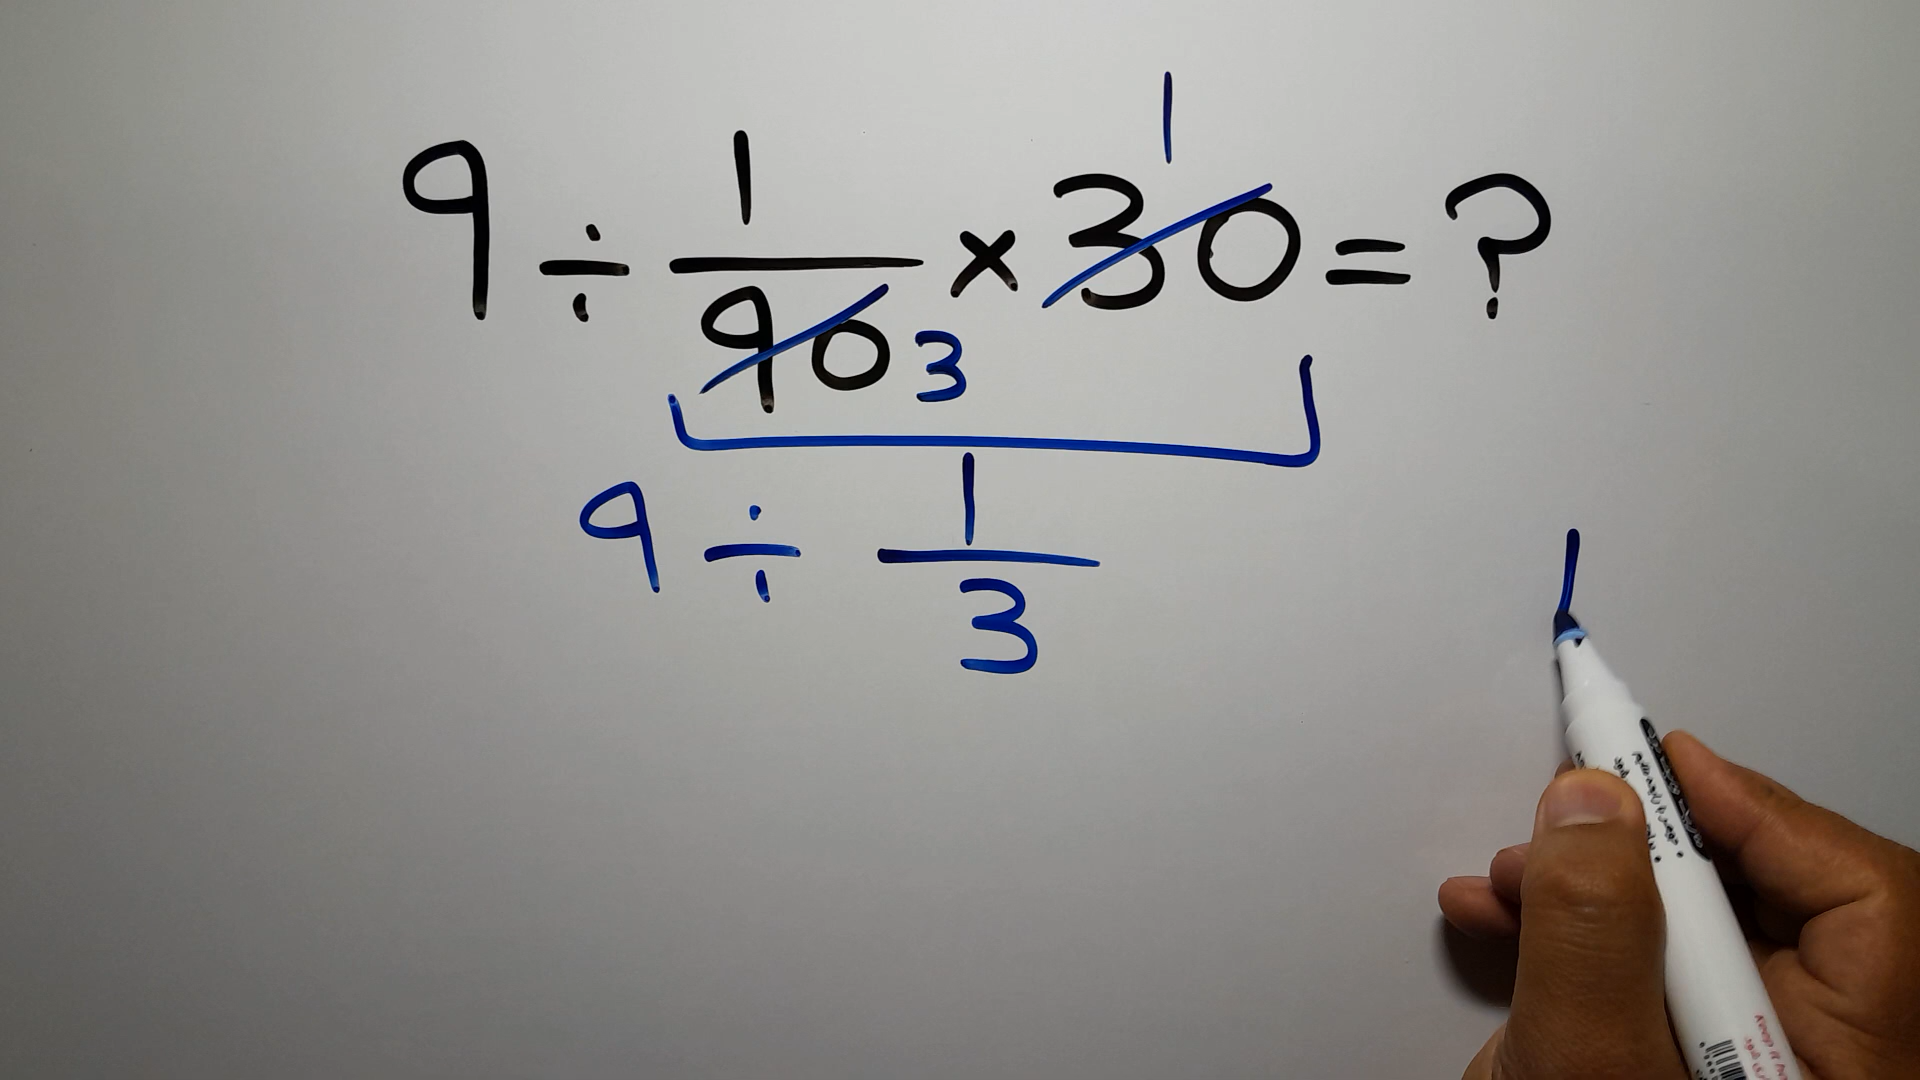 1
9 ÷ 1/90 × 30 = ?
3
9 ÷ 1/3